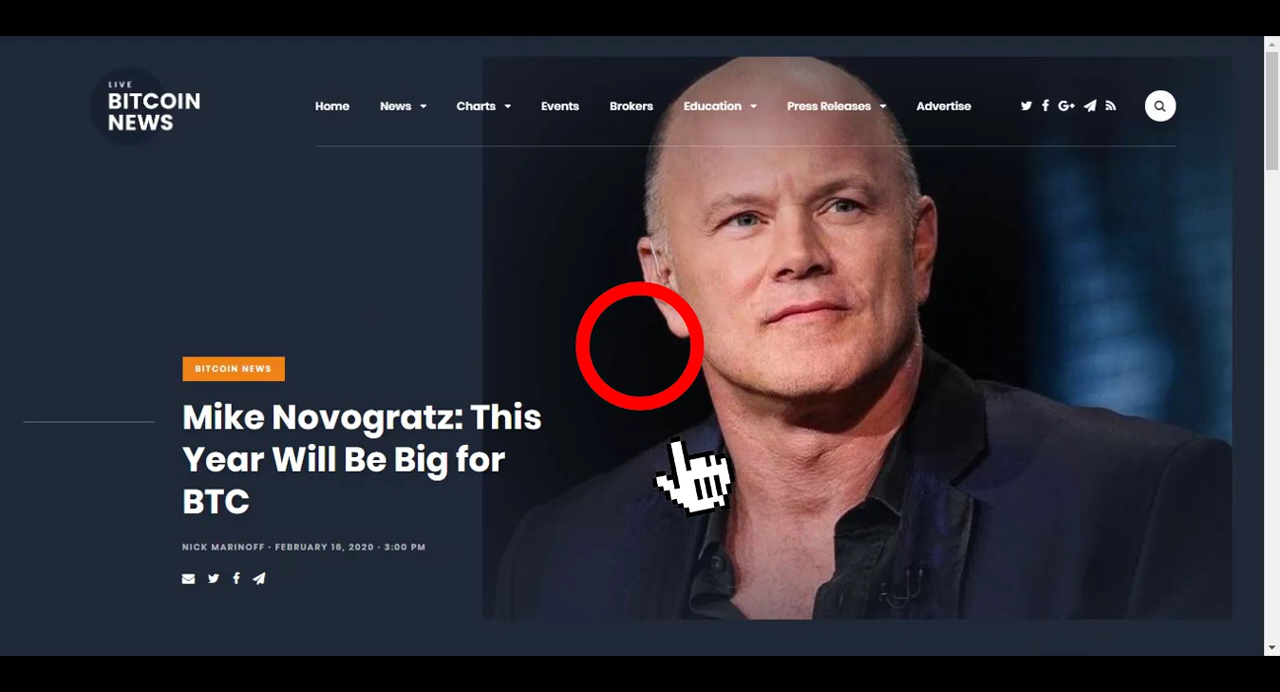 LIVE
BITCOIN
NEWS
Home News Charts Events Brokers Education Press Releases Advertise
BITCOIN NEWS
Mike Novogratz: This
Year Will Be Big for
BTC
NICK MARINOFF · FEBRUARY 16, 2020 · 3:00 PM